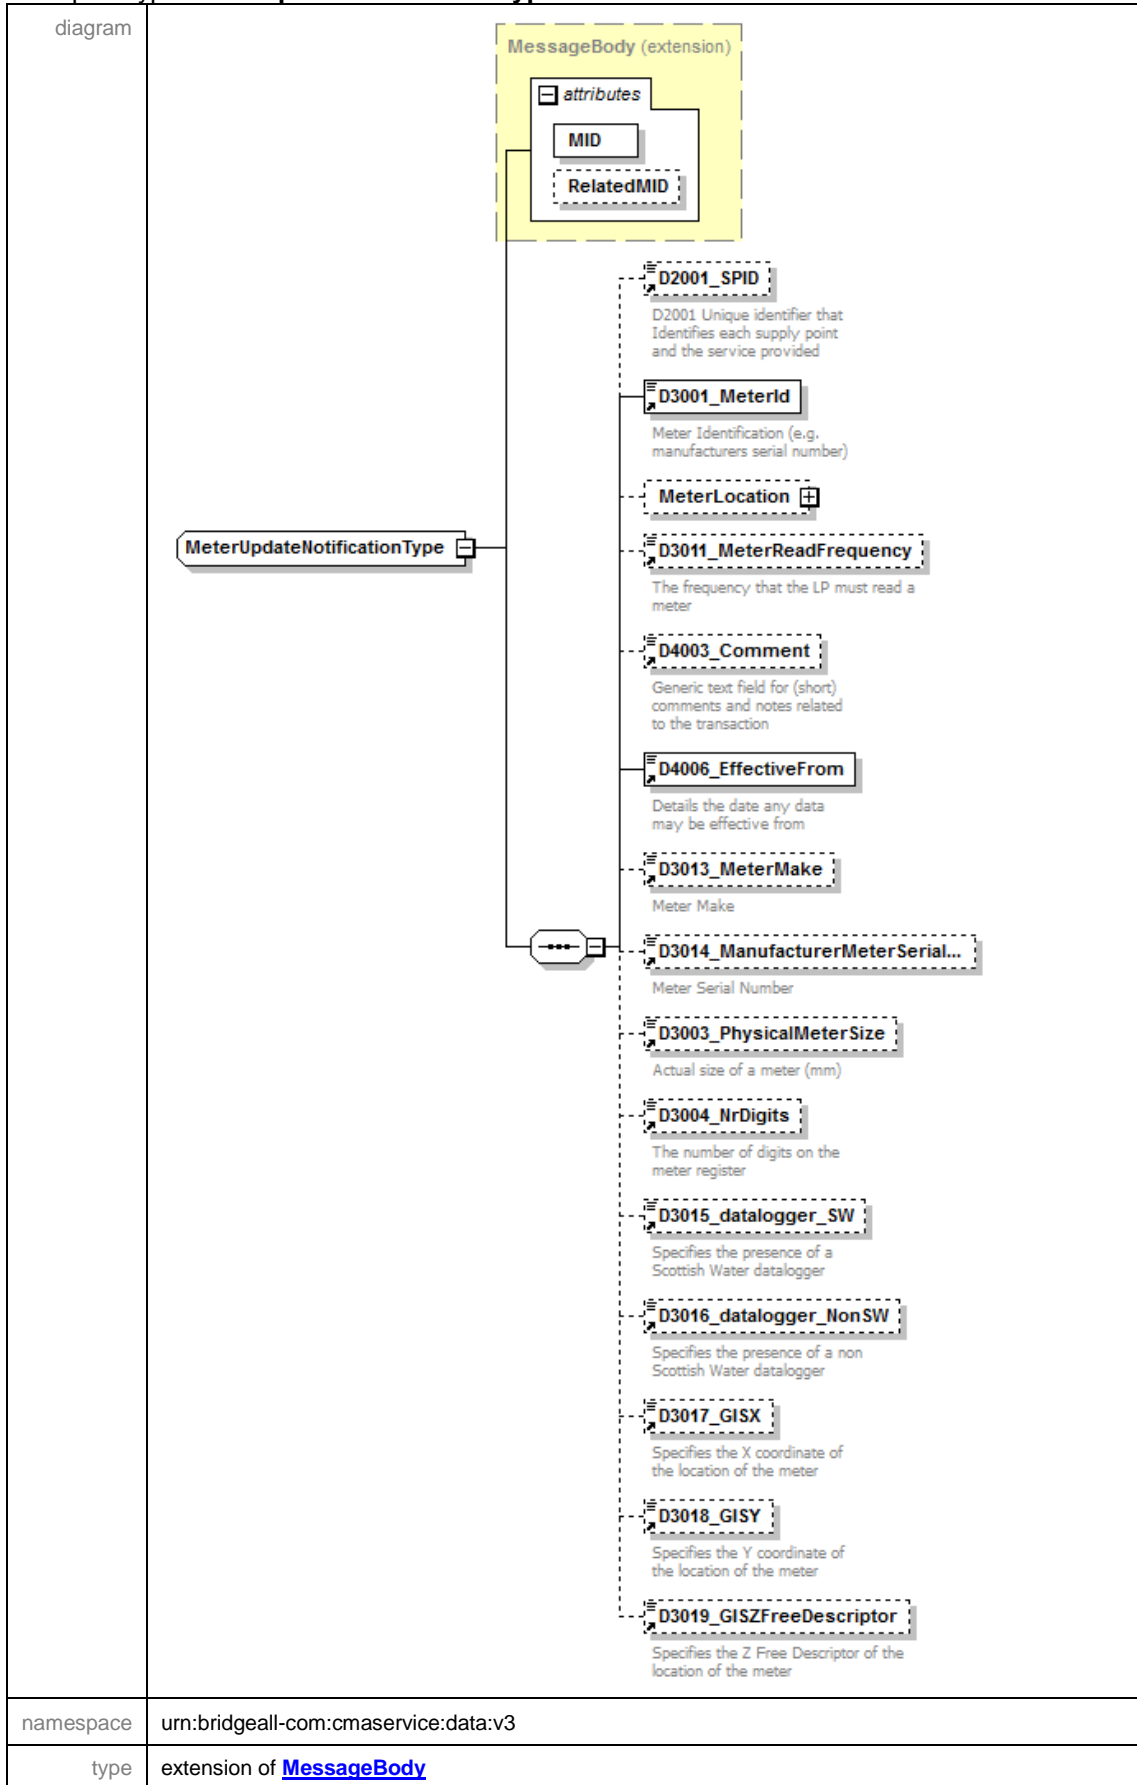 diagram
MessageBody (extension)
attributes
MID
RelatedMID
D2001_SPID
D2001 Unique identifier that
Identifies each supply point
and the service provided
D3001_MeterId
Meter Identification (e.g.
manufacturers serial number)
MeterLocation
MeterUpdateNotificationType
D3011_MeterReadFrequency
The frequency that the LP must read a
meter
D4003_Comment
Generic text field for (short)
comments and notes related
to the transaction
D4006_EffectiveFrom
Details the date any data
may be effective from
D3013_MeterMake
Meter Make
D3014_ManufacturerMeterSerial...
Meter Serial Number
D3003_PhysicalMeterSize
Actual size of a meter (mm)
D3004_NrDigits
The number of digits on the
meter register
D3015_datalogger_SW
Specifies the presence of a
Scottish Water datalogger
D3016_datalogger_NonSW
Specifies the presence of a non
Scottish Water datalogger
D3017_GISX
Specifies the X coordinate of
the location of the meter
D3018_GISY
Specifies the Y coordinate of
the location of the meter
D3019_GISZFreeDescriptor
Specifies the Z Free Descriptor of the
location of the meter
namespace urn:bridgeall-com:cmaservice:data:v3
type extension of MessageBody